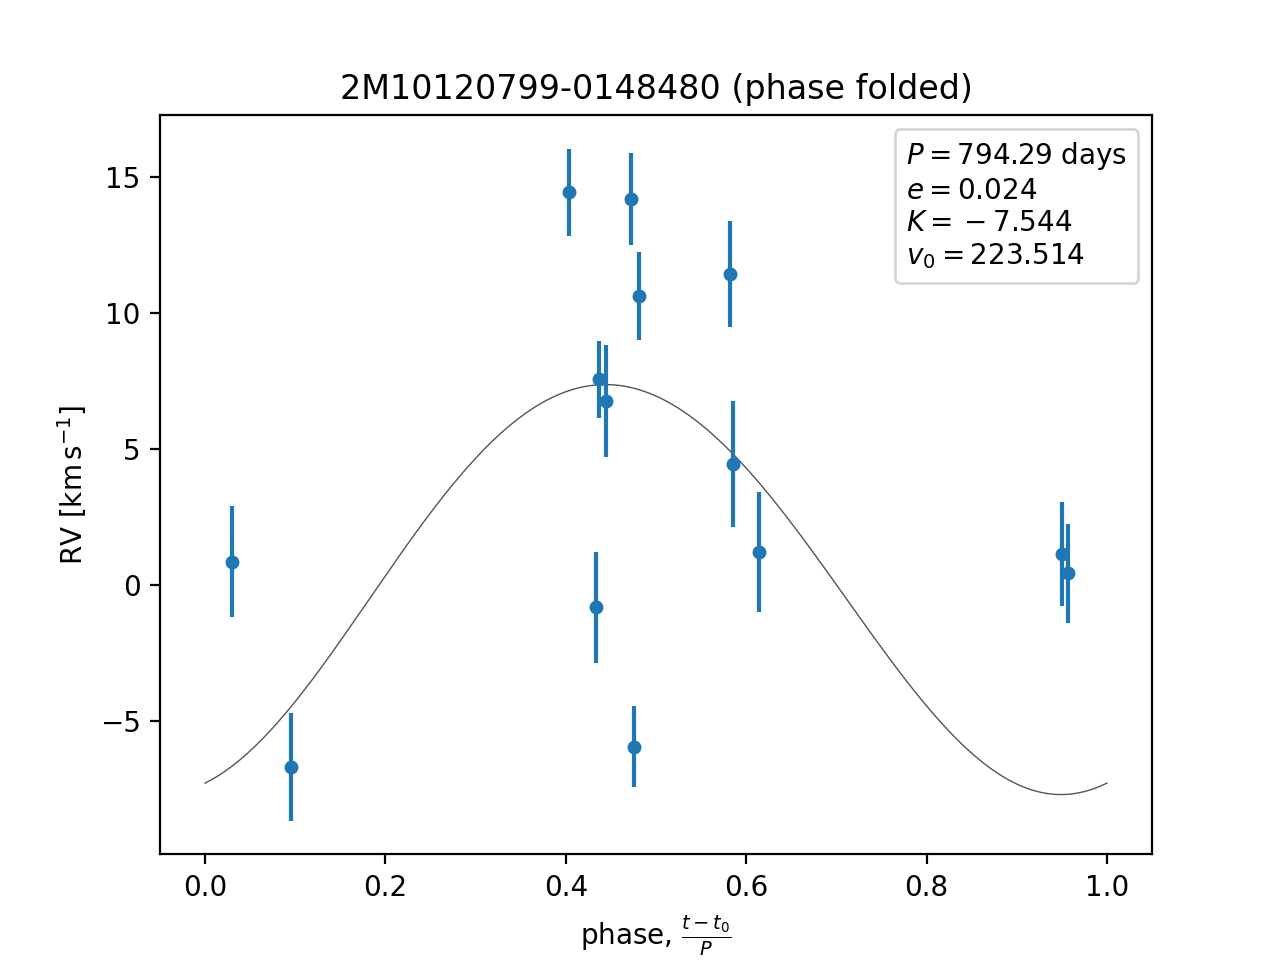 2M10120799-0148480 (phase folded)
P = 794.29 days
e = 0.024
K = −7.544
v₀ = 223.514
15
10
5
0
−5
RV [km s⁻¹]
0.0 0.2 0.4 0.6 0.8 1.0
phase, (t − t₀)/P